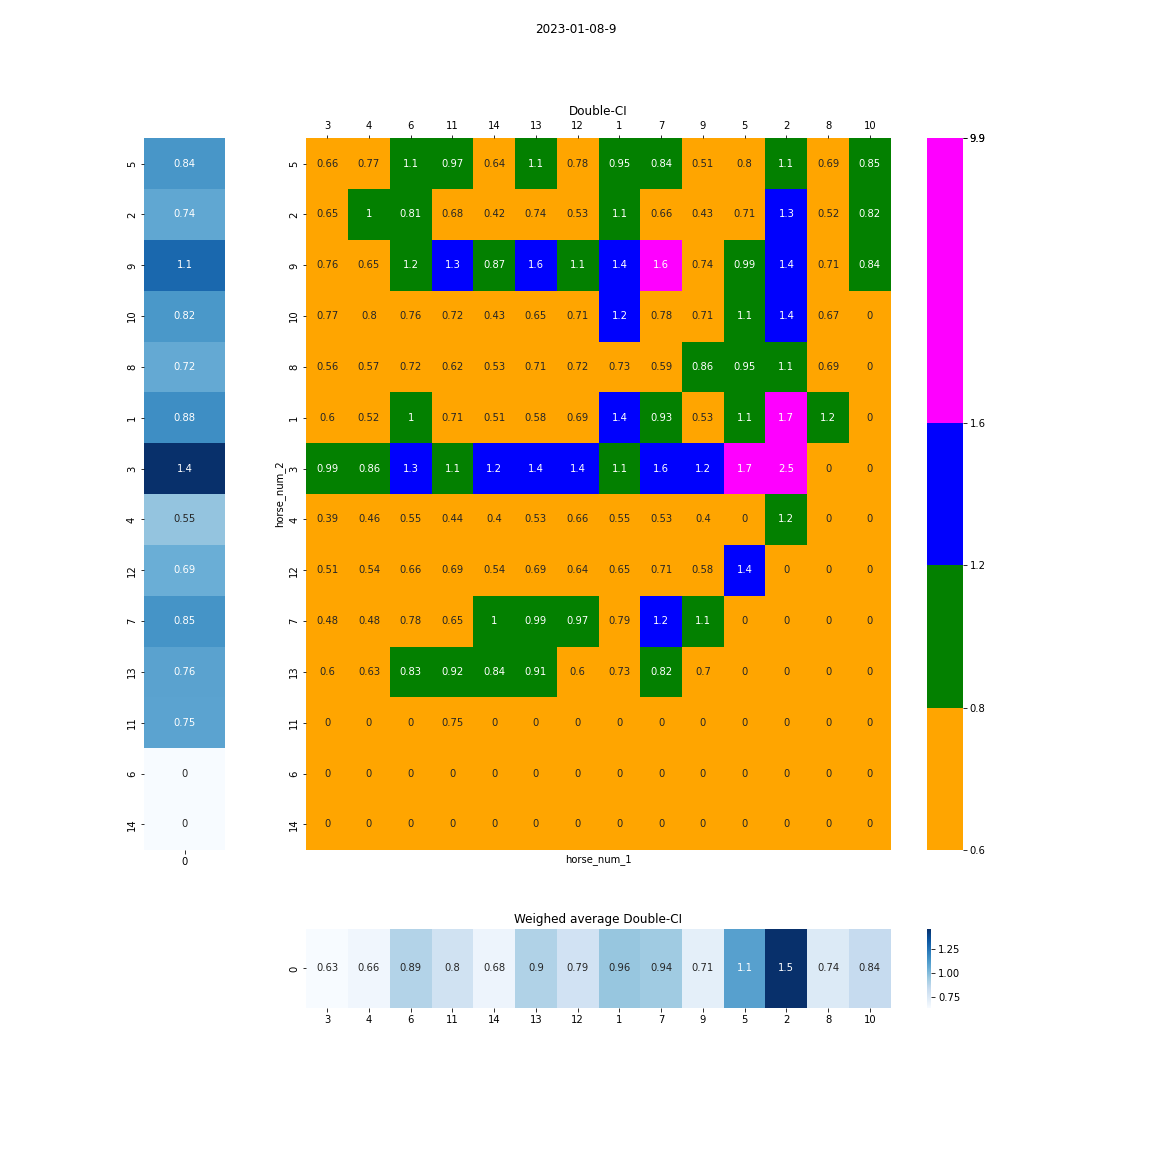 2023-01-08-9
Double-CI
3 4 6 11 14 13 12 1 7 9 5 2 8 10
5 0.84 5 0.66 0.77 1.1 0.97 0.64 1.1 0.78 0.95 0.84 0.51 0.8 1.1 0.69 0.85 9.9
2 0.74 2 0.65 1 0.81 0.68 0.42 0.74 0.53 1.1 0.66 0.43 0.71 1.3 0.52 0.82
9 1.1 9 0.76 0.65 1.2 1.3 0.87 1.6 1.1 1.4 1.6 0.74 0.99 1.4 0.71 0.84
10 0.82 10 0.77 0.8 0.76 0.72 0.43 0.65 0.71 1.2 0.78 0.71 1.1 1.4 0.67 0
8 0.72 8 0.56 0.57 0.72 0.62 0.53 0.71 0.72 0.73 0.59 0.86 0.95 1.1 0.69 0
1 0.88 1 0.6 0.52 1 0.71 0.51 0.58 0.69 1.4 0.93 0.53 1.1 1.7 1.2 0 1.6
3 1.4 3 0.99 0.86 1.3 1.1 1.2 1.4 1.4 1.1 1.6 1.2 1.7 2.5 0 0
horse_num_2
4 0.55 4 0.39 0.46 0.55 0.44 0.4 0.53 0.66 0.55 0.53 0.4 0 1.2 0 0
12 0.69 12 0.51 0.54 0.66 0.69 0.54 0.69 0.64 0.65 0.71 0.58 1.4 0 0 0 1.2
7 0.85 7 0.48 0.48 0.78 0.65 1 0.99 0.97 0.79 1.2 1.1 0 0 0 0
13 0.76 13 0.6 0.63 0.83 0.92 0.84 0.91 0.6 0.73 0.82 0.7 0 0 0 0
11 0.75 11 0 0 0 0.75 0 0 0 0 0 0 0 0 0 0 0.8
6 0 6 0 0 0 0 0 0 0 0 0 0 0 0 0 0
14 0 14 0 0 0 0 0 0 0 0 0 0 0 0 0 0 0.6
0 horse_num_1
Weighed average Double-CI
0 0.63 0.66 0.89 0.8 0.68 0.9 0.79 0.96 0.94 0.71 1.1 1.5 0.74 0.84
1.25
1.00
0.75
3 4 6 11 14 13 12 1 7 9 5 2 8 10